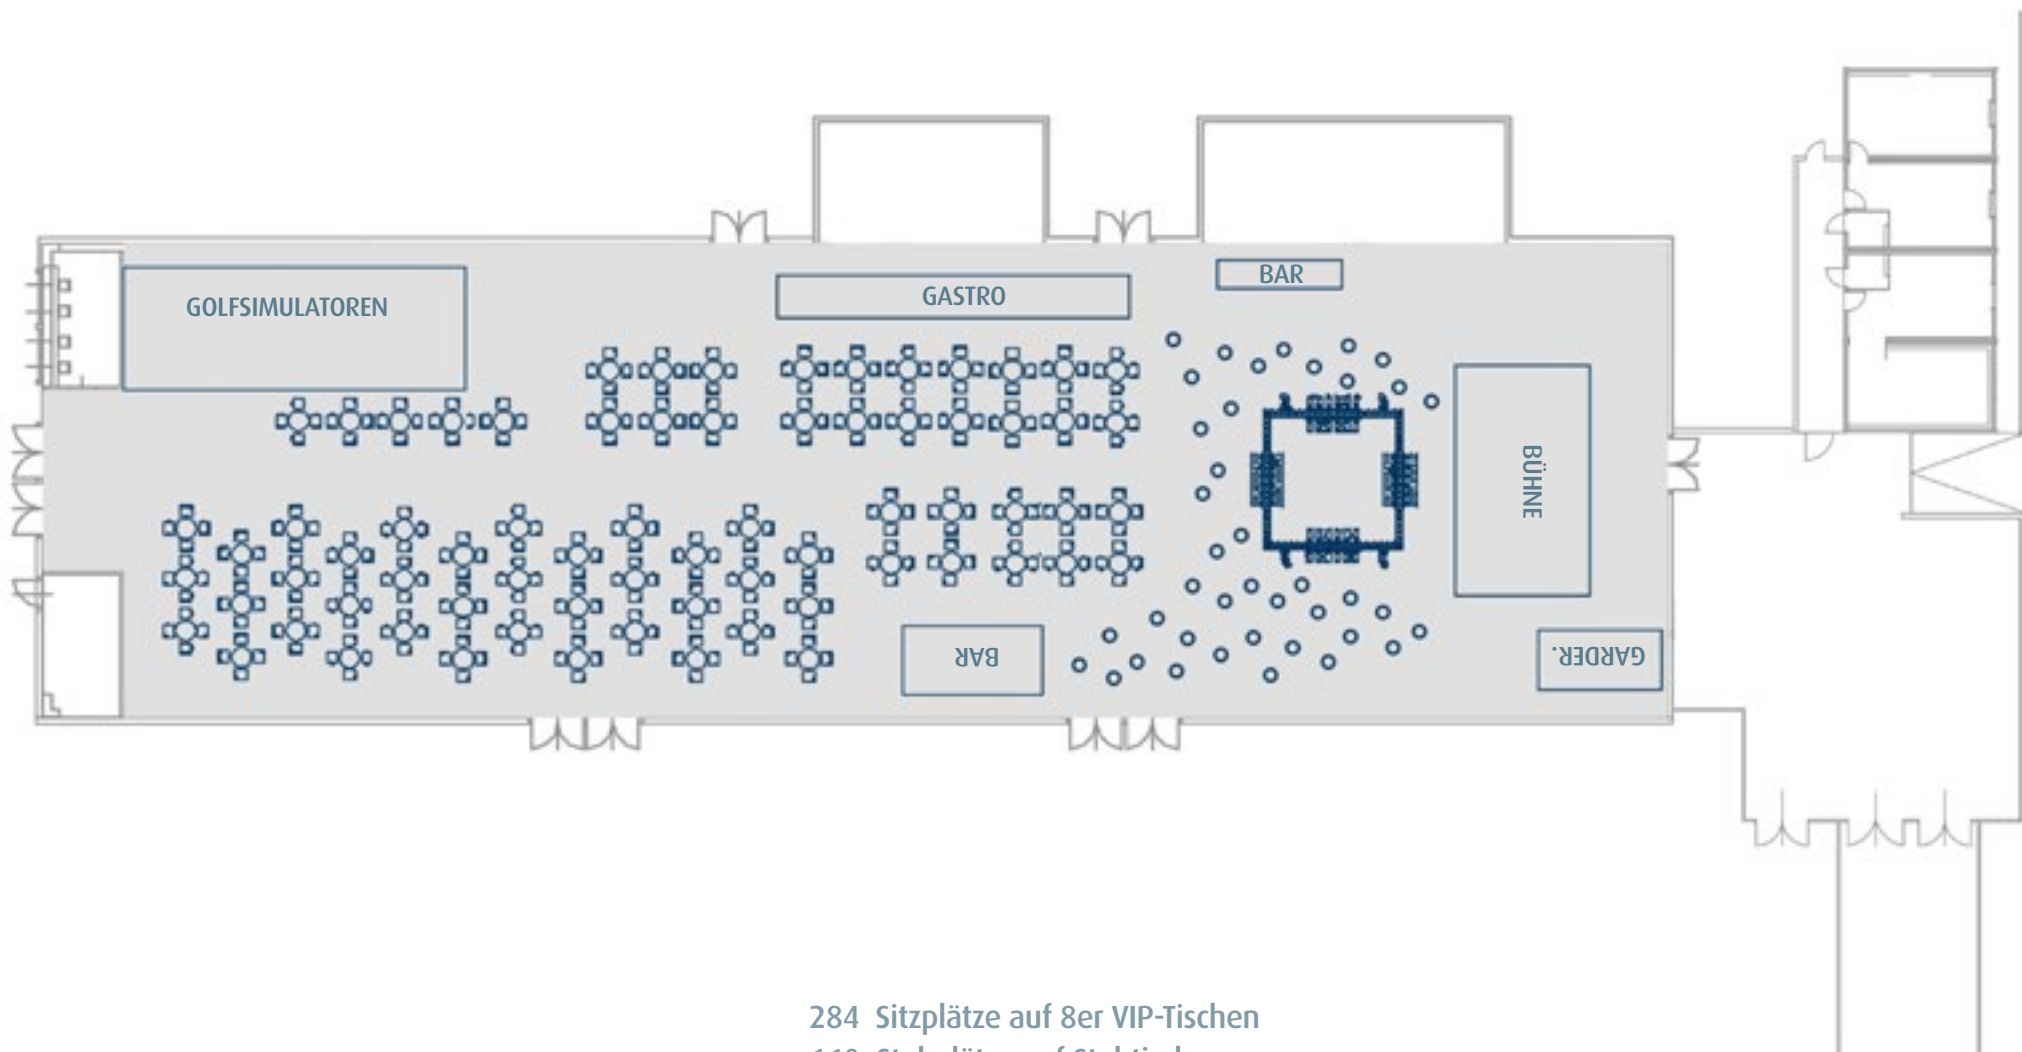 BAR
GASTRO
GOLFSIMULATOREN
BÜHNE
BAR
GARDER.
284 Sitzplätze auf 8er VIP-Tischen